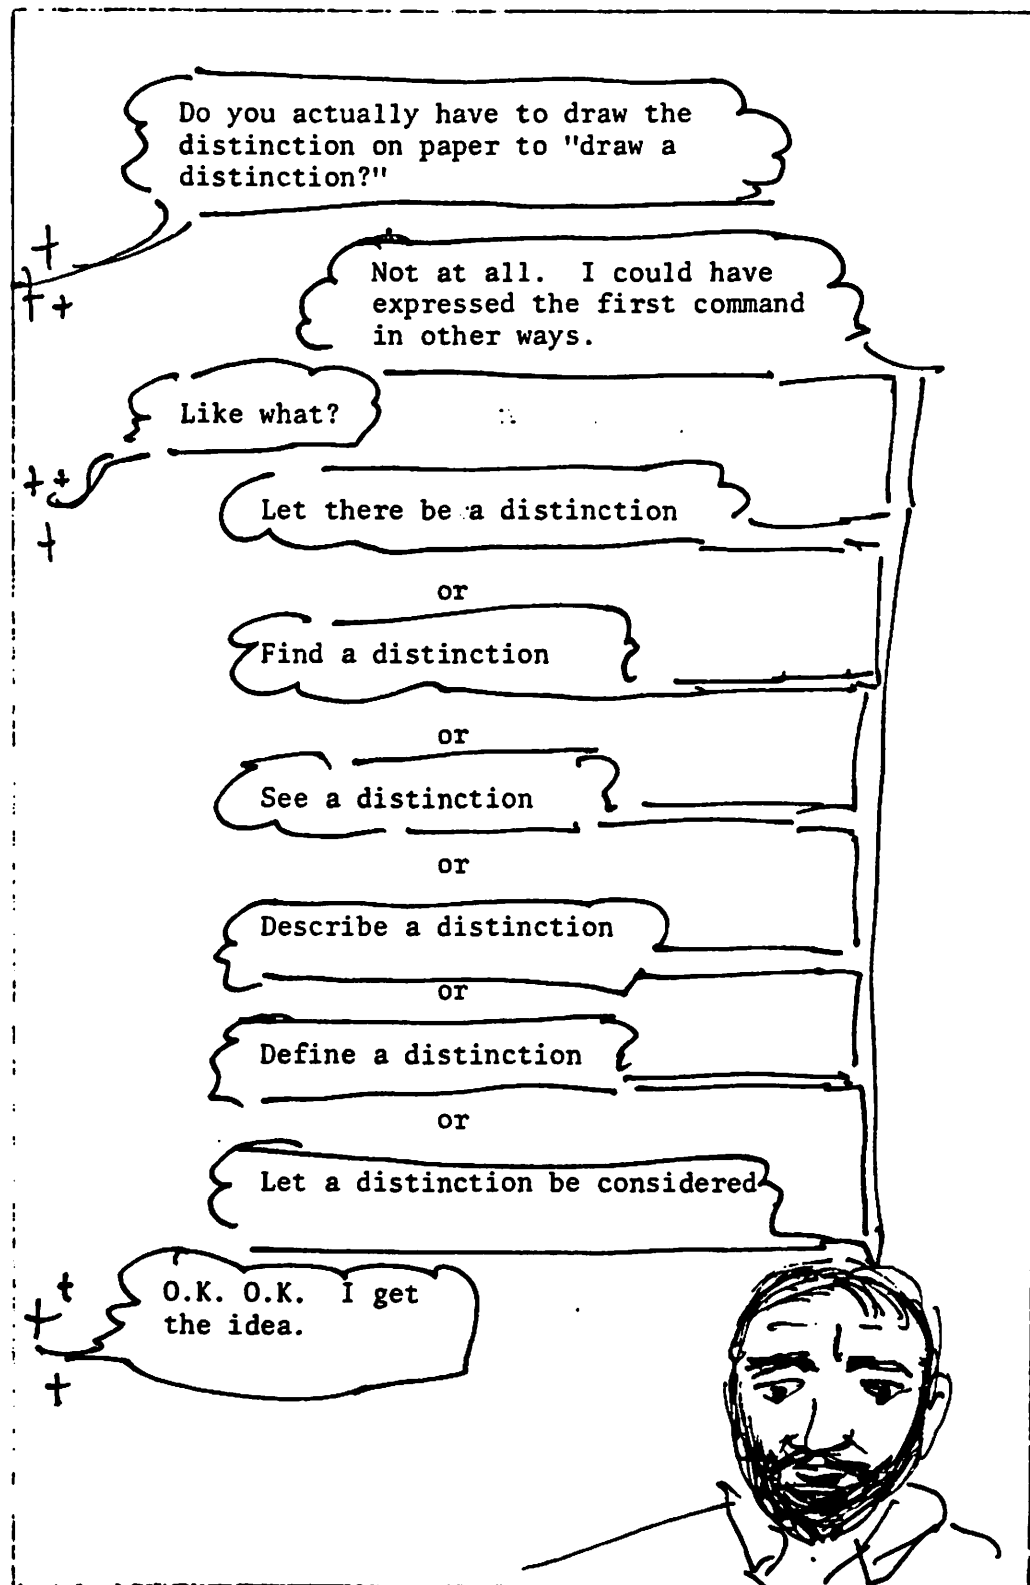 Do you actually have to draw the
distinction on paper to "draw a
distinction?"
Not at all. I could have
expressed the first command
in other ways.
Like what?
Let there be a distinction
or
Find a distinction
or
See a distinction
or
Describe a distinction
or
Define a distinction
or
Let a distinction be considered
O.K. O.K. I get
the idea.